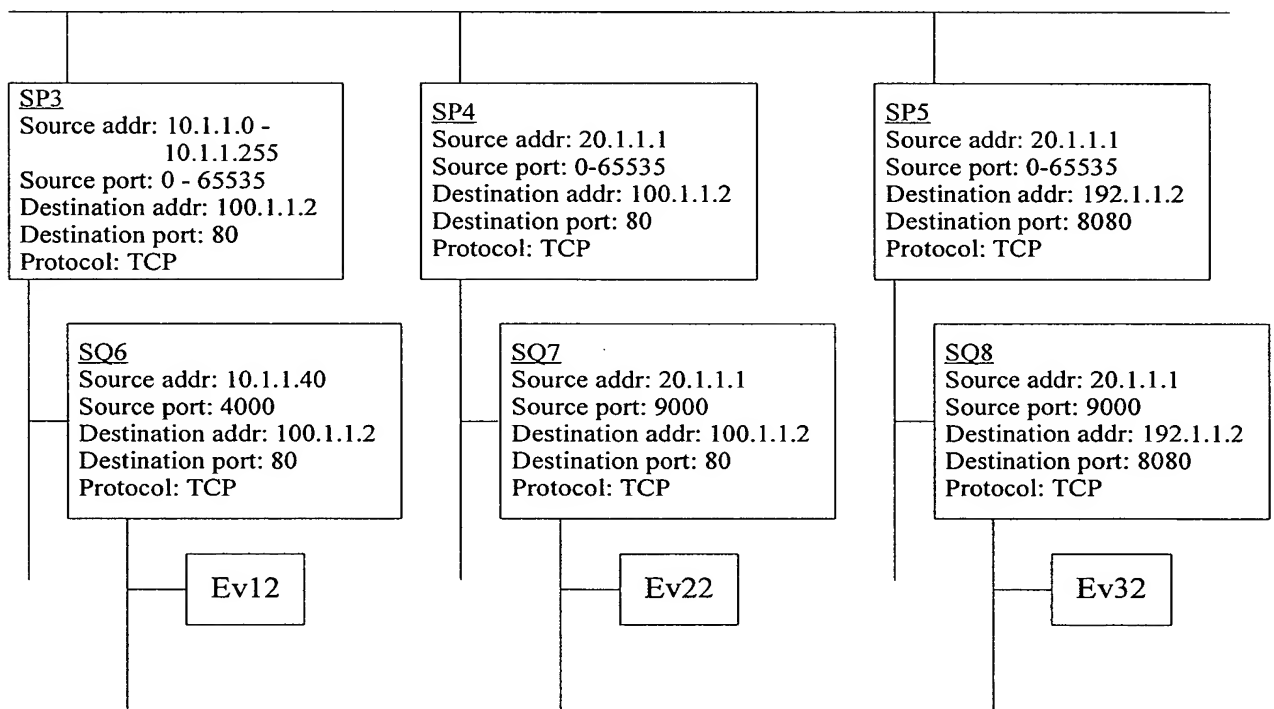 SP3
Source addr: 10.1.1.0 -
10.1.1.255
Source port: 0 - 65535
Destination addr: 100.1.1.2
Destination port: 80
Protocol: TCP
SP4
Source addr: 20.1.1.1
Source port: 0-65535
Destination addr: 100.1.1.2
Destination port: 80
Protocol: TCP
SP5
Source addr: 20.1.1.1
Source port: 0-65535
Destination addr: 192.1.1.2
Destination port: 8080
Protocol: TCP
SQ6
Source addr: 10.1.1.40
Source port: 4000
Destination addr: 100.1.1.2
Destination port: 80
Protocol: TCP
SQ7
Source addr: 20.1.1.1
Source port: 9000
Destination addr: 100.1.1.2
Destination port: 80
Protocol: TCP
SQ8
Source addr: 20.1.1.1
Source port: 9000
Destination addr: 192.1.1.2
Destination port: 8080
Protocol: TCP
Ev12
Ev22
Ev32